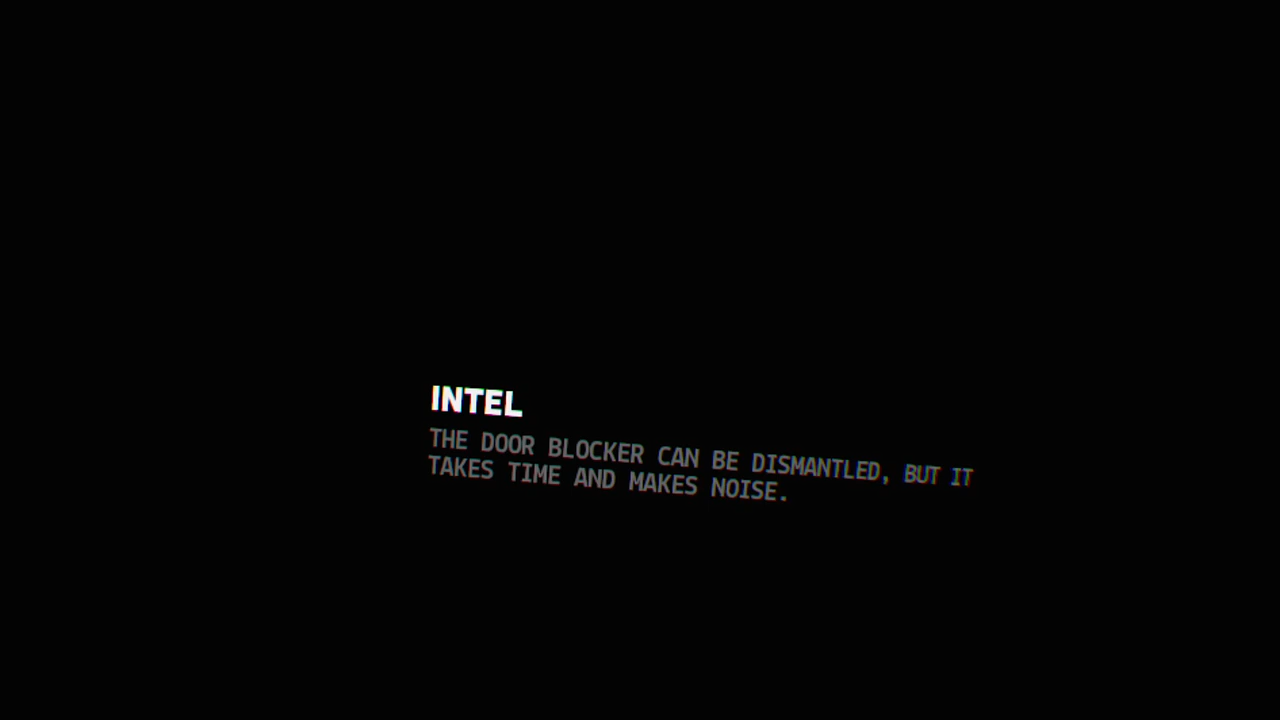 INTEL
THE DOOR BLOCKER CAN BE DISMANTLED, BUT IT
TAKES TIME AND MAKES NOISE.